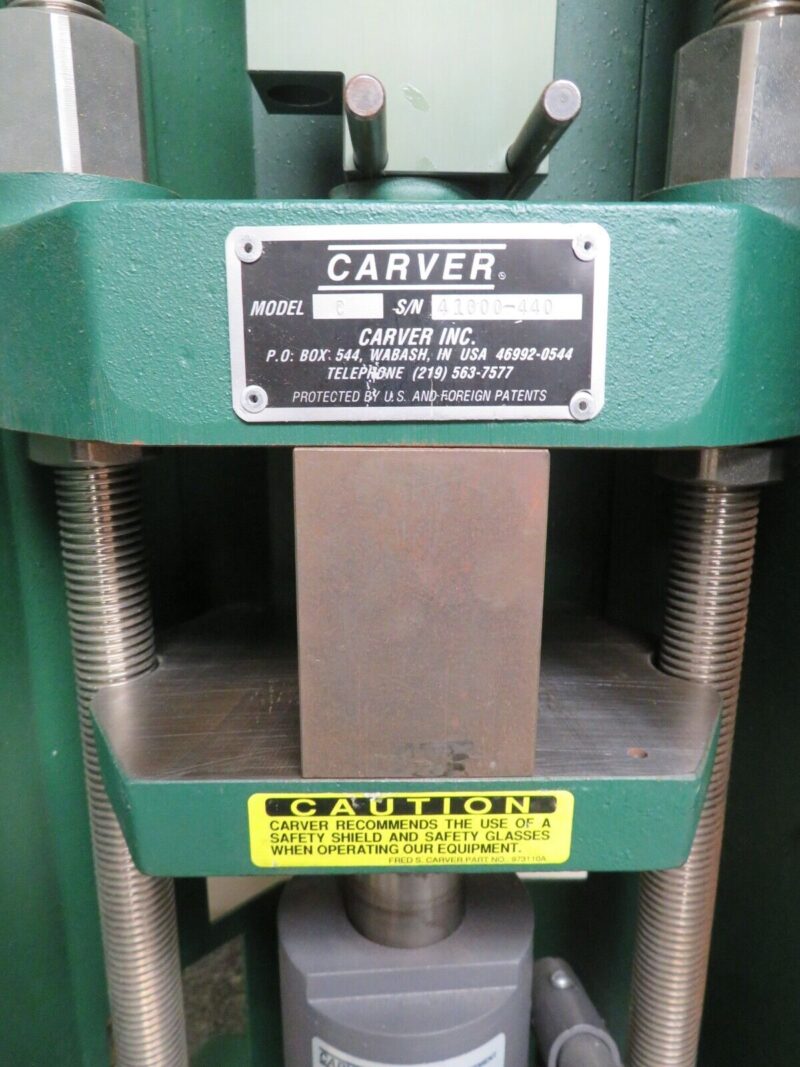 CARVER
MODEL C S/N 41000-440
CARVER INC.
P.O. BOX 544, WABASH, IN USA 46992-0544
TELEPHONE (219) 563-7577
PROTECTED BY U.S. AND FOREIGN PATENTS
CAUTION
CARVER RECOMMENDS THE USE OF A
SAFETY SHIELD AND SAFETY GLASSES
WHEN OPERATING OUR EQUIPMENT.
FRED S. CARVER PART NO. 973110A